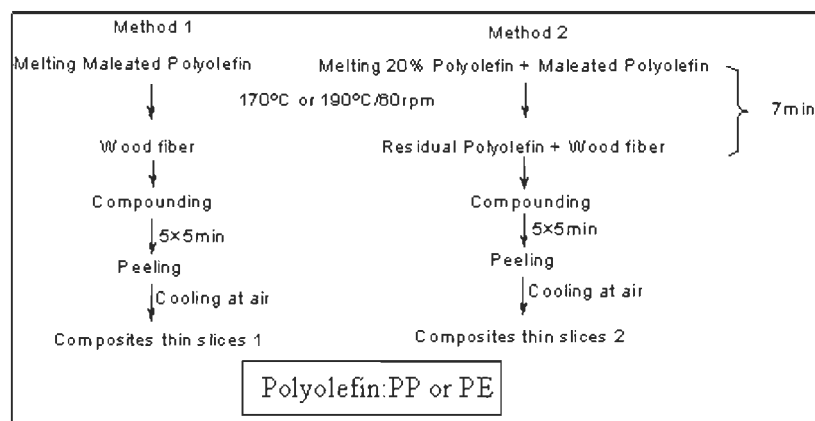 Method 1
Method 2
Melting Maleated Polyolefin
Melting 20% Polyolefin + Maleated Polyolefin
170ºC or 190ºC/60rpm
7min
Wood fiber
Residual Polyolefin + Wood fiber
Compounding
Compounding
5×5min
5×5min
Peeling
Peeling
Cooling at air
Cooling at air
Composites thin slices 1
Composites thin slices 2
Polyolefin:PP or PE